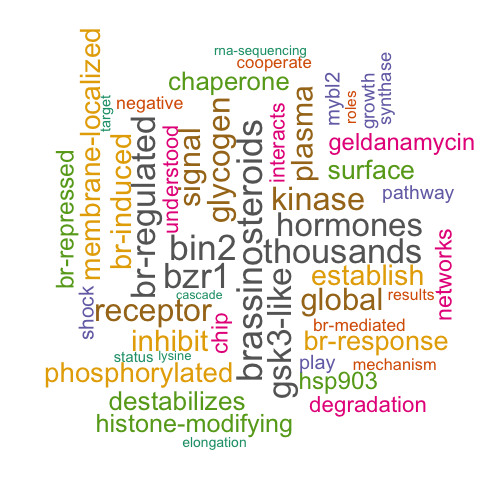 rna-sequencing
cooperate
chaperone
negative
target
membrane-localized
br-repressed
br-induced
br-regulated
understood
signal
glycogen
brassinosteroids
interacts
plasma
mybl2
roles
growth
synthase
geldanamycin
surface
pathway
kinase
hormones
bin2
thousands
bzr1
gsk3-like
establish
cascade
global
results
networks
receptor
shock
chip
br-mediated
inhibit
br-response
status
lysine
play
mechanism
phosphorylated
hsp903
destabilizes
degradation
histone-modifying
elongation